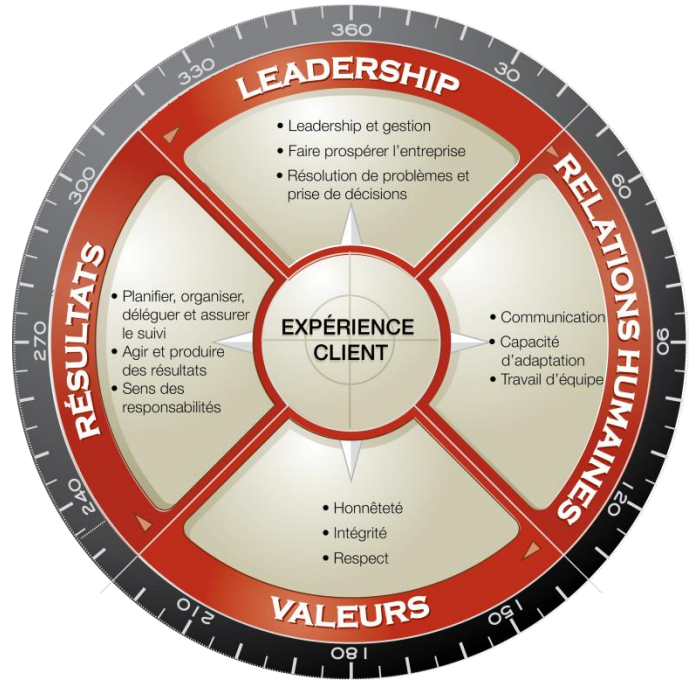 360
30
60
90
120
150
180
210
240
270
300
330
LEADERSHIP
• Leadership et gestion
• Faire prospérer l'entreprise
• Résolution de problèmes et
prise de décisions
RELATIONS HUMAINES
• Communication
• Capacité
d'adaptation
• Travail d'équipe
VALEURS
• Honnêteté
• Intégrité
• Respect
RÉSULTATS
• Planifier, organiser,
déléguer et assurer
le suivi
• Agir et produire
des résultats
• Sens des
responsabilités
EXPÉRIENCE
CLIENT